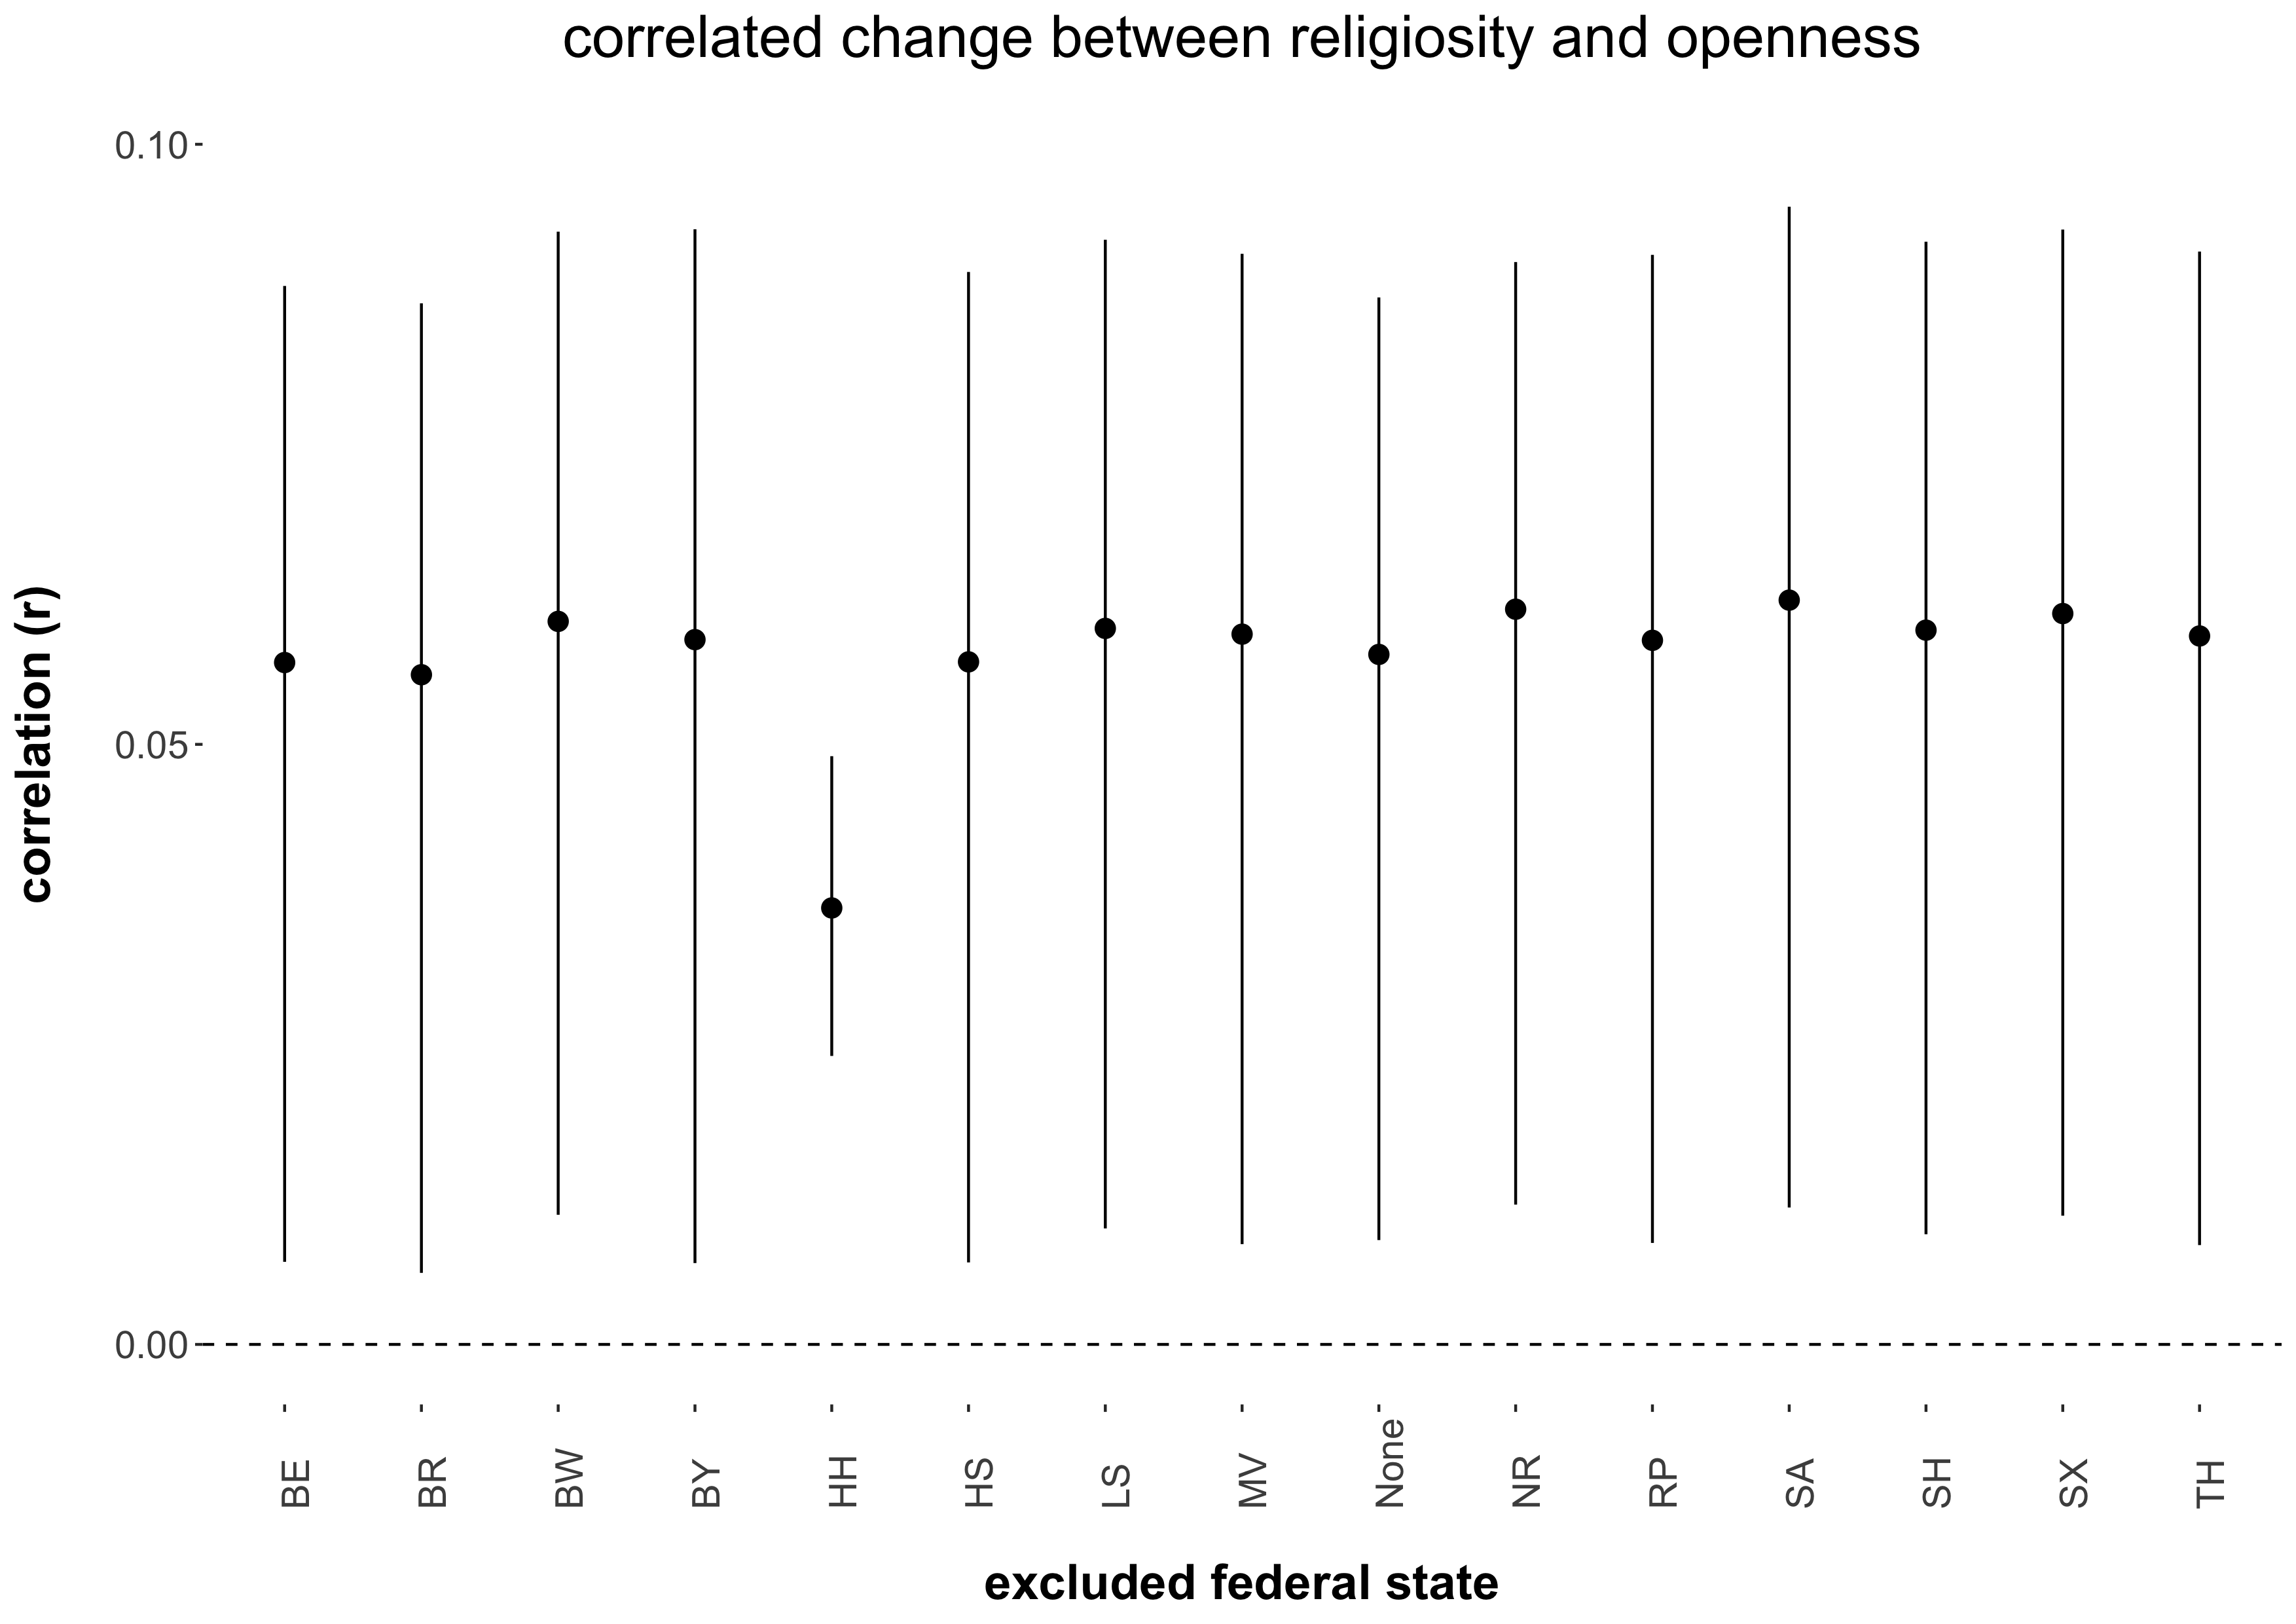 correlated change between religiosity and openness
0.10
0.05
0.00
correlation (r)
BE
BR
BW
BY
HH
HS
LS
MV
None
NR
RP
SA
SH
SX
TH
excluded federal state